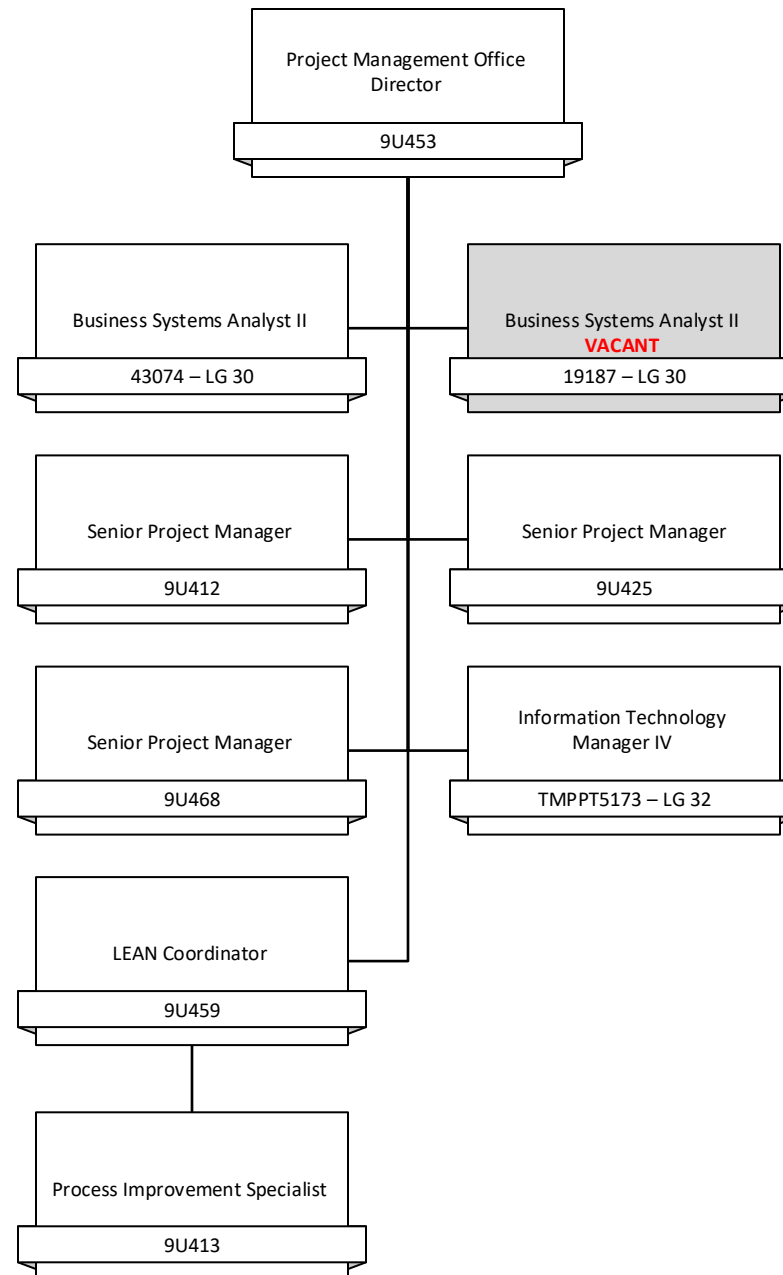 Project Management Office
Director
9U453
Business Systems Analyst II
43074 – LG 30
Business Systems Analyst II
VACANT
19187 – LG 30
Senior Project Manager
9U412
Senior Project Manager
9U425
Senior Project Manager
9U468
Information Technology
Manager IV
TMPPT5173 – LG 32
LEAN Coordinator
9U459
Process Improvement Specialist
9U413